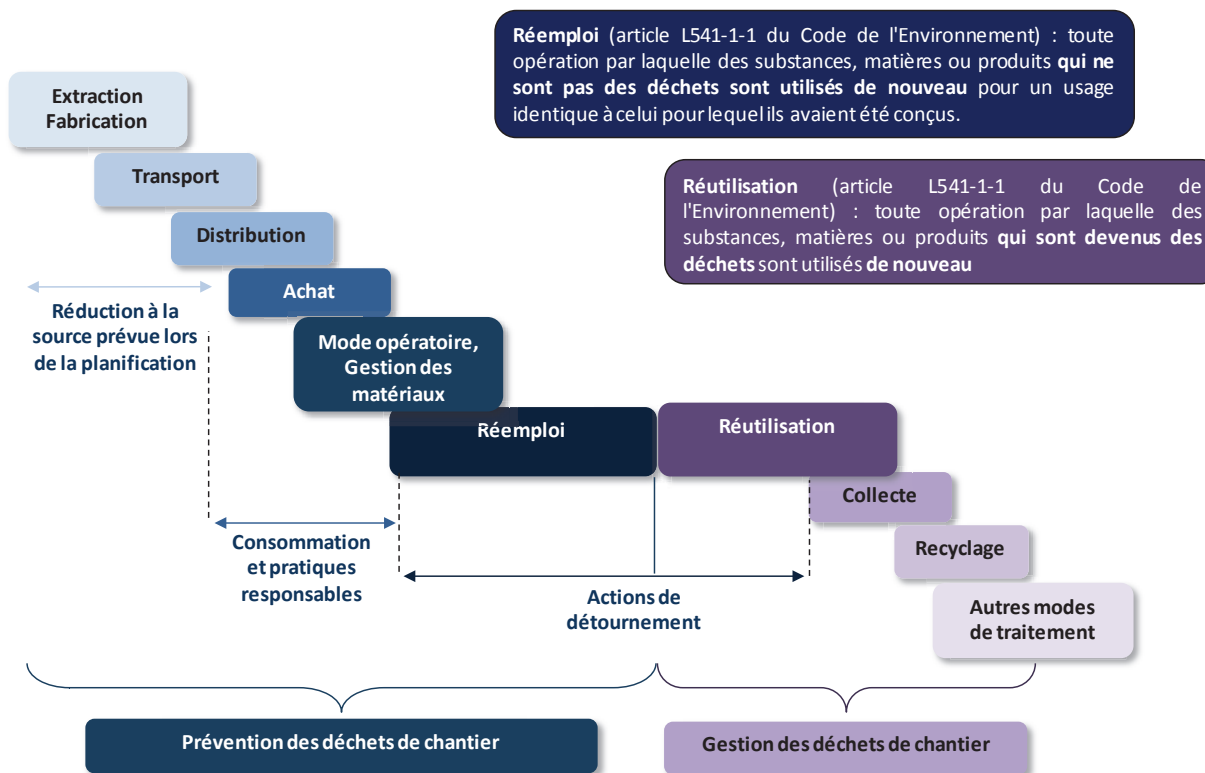 Réemploi (article L541-1-1 du Code de l'Environnement) : toute
opération par laquelle des substances, matières ou produits qui ne
sont pas des déchets sont utilisés de nouveau pour un usage
identique à celui pour lequel ils avaient été conçus.
Extraction
Fabrication
Transport
Réutilisation (article L541-1-1 du Code de
l'Environnement) : toute opération par laquelle des
substances, matières ou produits qui sont devenus des
déchets sont utilisés de nouveau
Distribution
Achat
Réduction à la
source prévue lors
de la planification
Mode opératoire,
Gestion des
matériaux
Réemploi
Réutilisation
Collecte
Consommation
et pratiques
responsables
Recyclage
Actions de
détournement
Autres modes
de traitement
Prévention des déchets de chantier
Gestion des déchets de chantier